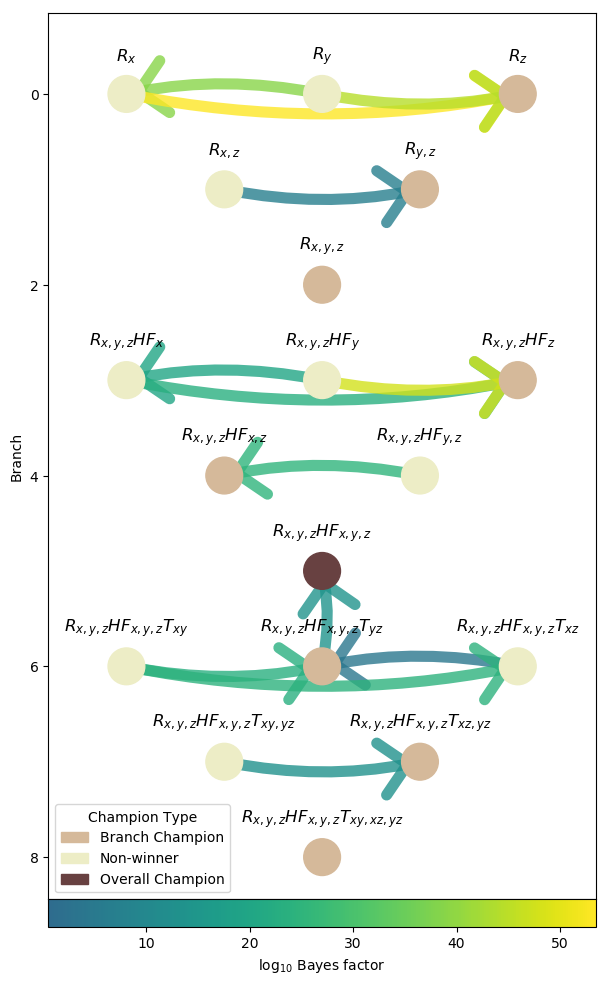 R_x R_y R_z
0
R_{x,z} R_{y,z}
R_{x,y,z}
2
R_{x,y,z}HF_x R_{x,y,z}HF_y R_{x,y,z}HF_z
R_{x,y,z}HF_{x,z} R_{x,y,z}HF_{y,z}
Branch
4
R_{x,y,z}HF_{x,y,z}
R_{x,y,z}HF_{x,y,z}T_{xy} R_{x,y,z}HF_{x,y,z}T_{yz} R_{x,y,z}HF_{x,y,z}T_{xz}
6
R_{x,y,z}HF_{x,y,z}T_{xy,yz} R_{x,y,z}HF_{x,y,z}T_{xz,yz}
R_{x,y,z}HF_{x,y,z}T_{xy,xz,yz}
Champion Type
Branch Champion
Non-winner
Overall Champion
8
10 20 30 40 50
log_{10} Bayes factor